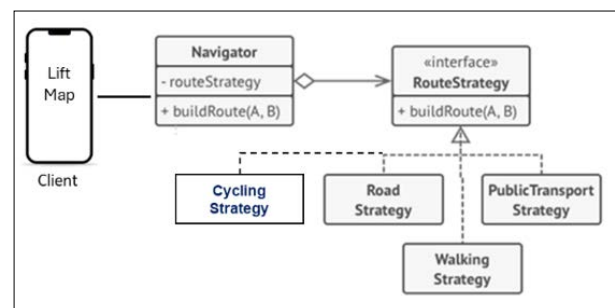 Lift
Map
Client
Navigator
- routeStrategy
+ buildRoute(A, B)
«interface»
RouteStrategy
+ buildRoute(A, B)
Cycling
Strategy
Road
Strategy
PublicTransport
Strategy
Walking
Strategy